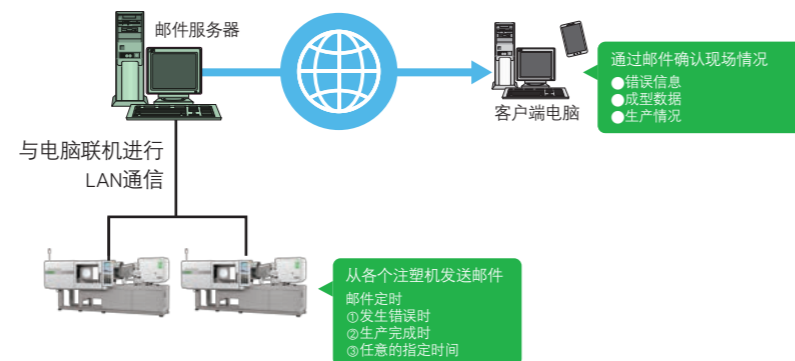 邮件服务器
通过邮件确认现场情况
●错误信息
●成型数据
●生产情况
客户端电脑
与电脑联机进行
LAN通信
从各个注塑机发送邮件
邮件定时
①发生错误时
②生产完成时
③任意的指定时间